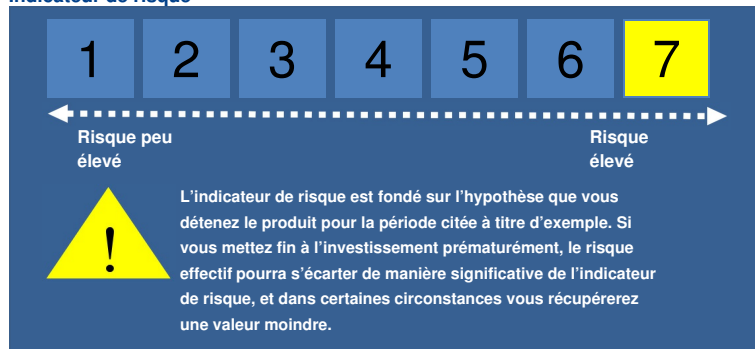 Indicateur de risque
1 2 3 4 5 6 7
Risque peu élevé
Risque élevé
!
L'indicateur de risque est fondé sur l'hypothèse que vous
détenez le produit pour la période citée à titre d'exemple. Si
vous mettez fin à l'investissement prématurément, le risque
effectif pourra s'écarter de manière significative de l'indicateur
de risque, et dans certaines circonstances vous récupérerez
une valeur moindre.